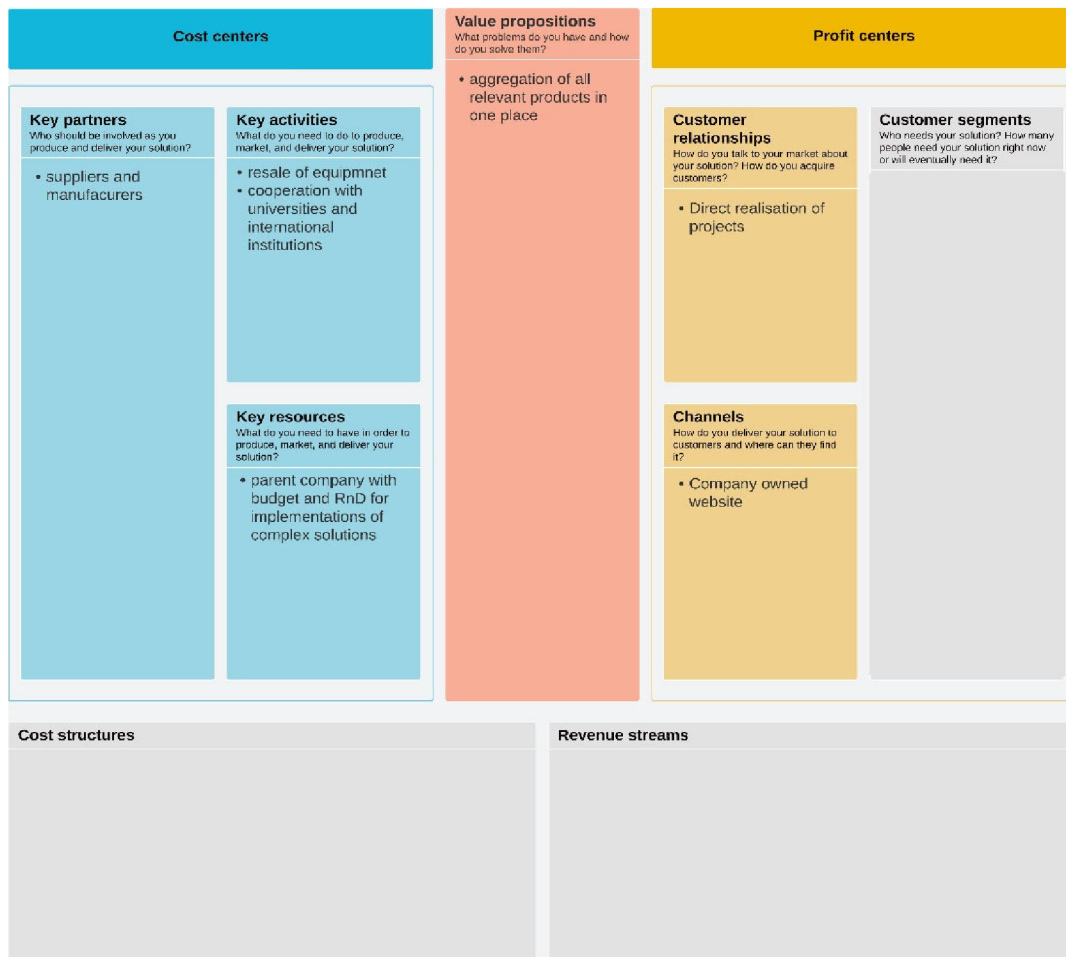 Cost centers
Value propositions
What problems do you have and how
do you solve them?
• aggregation of all
relevant products in
one place
Profit centers
Key partners
Who should be involved as you
produce and deliver your solution?
• suppliers and
manufacurers
Key activities
What do you need to do to produce,
market, and deliver your solution?
• resale of equipmnet
• cooperation with
universities and
international
institutions
Key resources
What do you need to have in order to
produce, market, and deliver your
solution?
• parent company with
budget and RnD for
implementations of
complex solutions
Customer
relationships
How do you talk to your market about
your solution? How do you acquire
customers?
• Direct realisation of
projects
Channels
How do you deliver your solution to
customers and where can they find
it?
• Company owned
website
Customer segments
Who needs your solution? How many
people need your solution right now
or will eventually need it?
Cost structures
Revenue streams